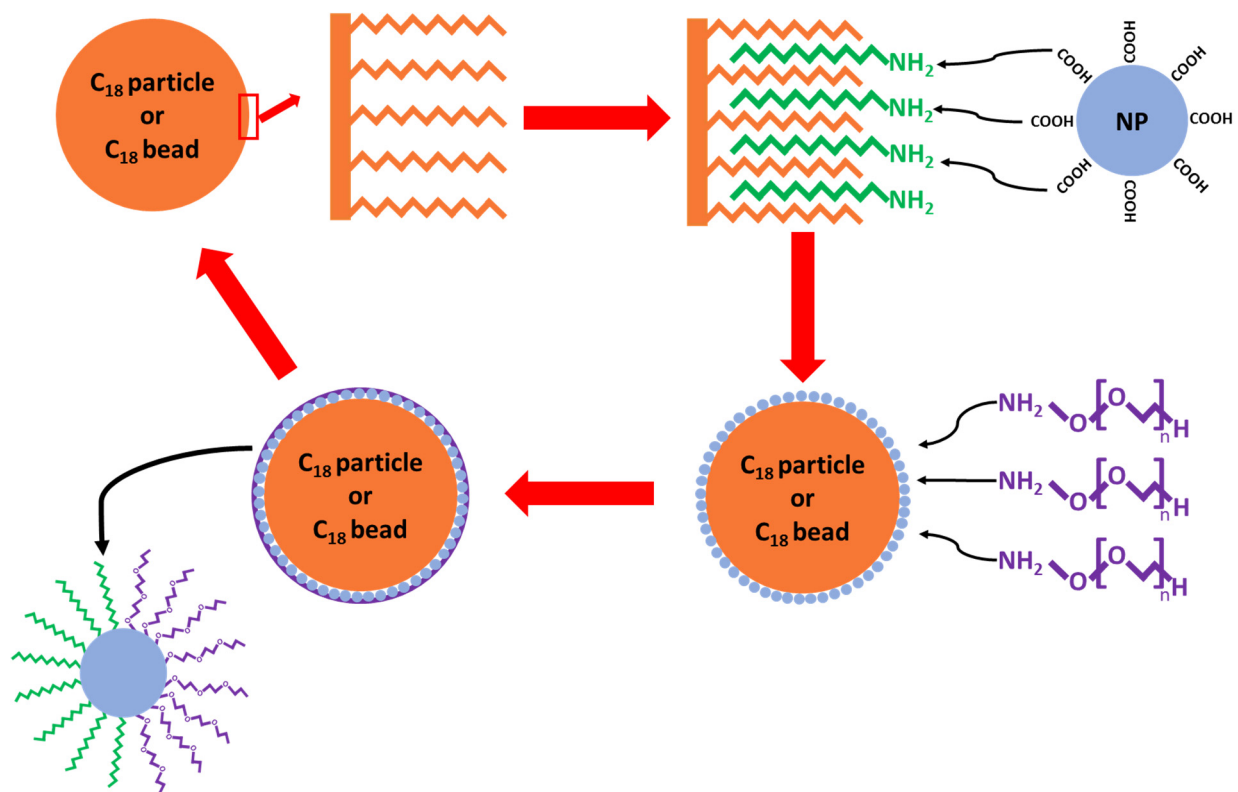 C18 particle
or
C18 bead
NH2
NH2
NH2
NH2
COOH
COOH
COOH
COOH
COOH
COOH
COOH
COOH
NP
C18 particle
or
C18 bead
C18 particle
or
C18 bead
NH2 O [ O ]n H
NH2 O [ O ]n H
NH2 O [ O ]n H
o o o
o o o
o o o
o o o
o o o
o o o
o o o
o o o